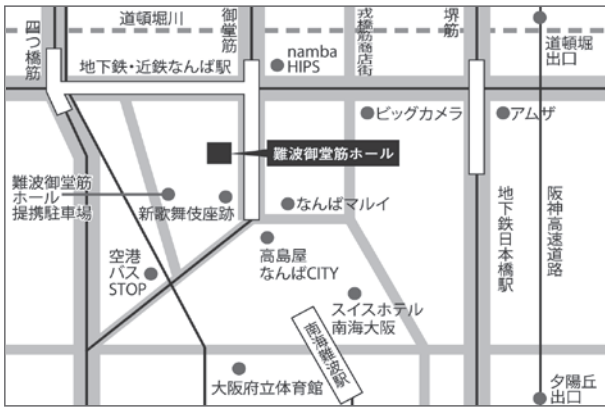 四つ橋筋
道頓堀川
御堂筋
戎橋筋商店街
堺筋
道頓堀
出口
namba
HIPS
地下鉄・近鉄なんば駅
ビッグカメラ
アムザ
難波御堂筋ホール
難波御堂筋
ホール
提携駐車場
新歌舞伎座跡
なんばマルイ
地下鉄日本橋駅
阪神高速道路
空港
バス
STOP
高島屋
なんばCITY
スイスホテル
南海大阪
南海難波駅
大阪府立体育館
夕陽丘
出口